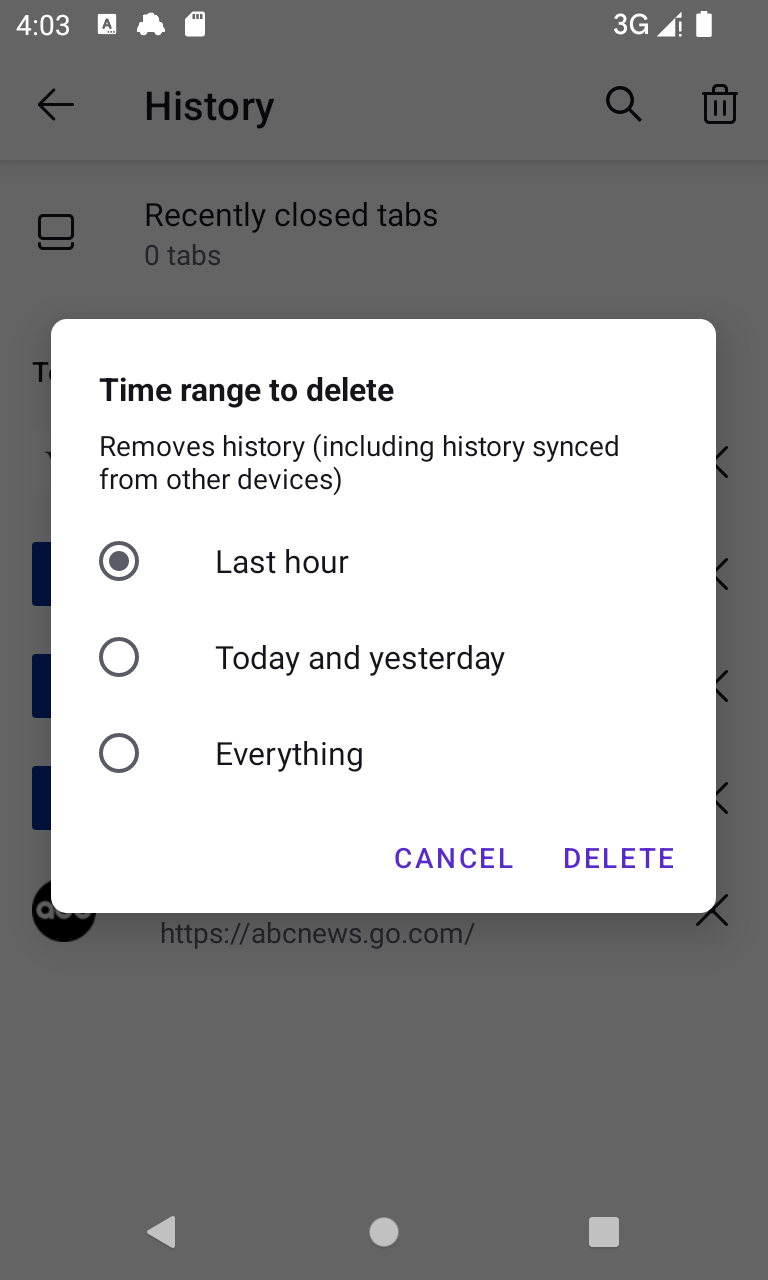 4:03
3G
History
Recently closed tabs
0 tabs
Time range to delete
Removes history (including history synced
from other devices)
Last hour
Today and yesterday
Everything
CANCEL
DELETE
https://abcnews.go.com/